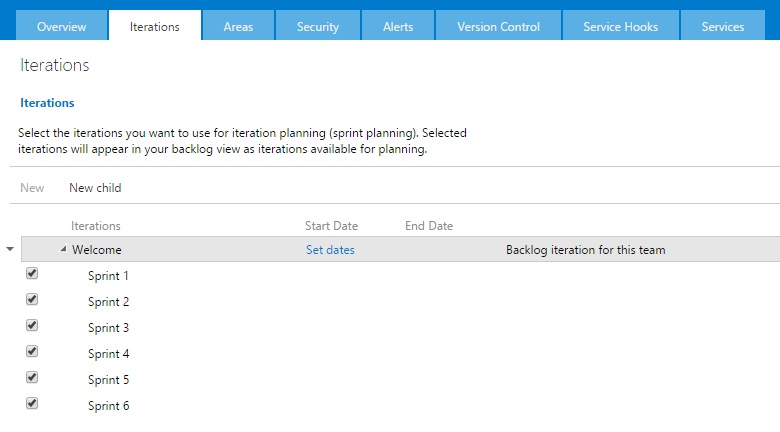 Overview Iterations Areas Security Alerts Version Control Service Hooks Services
Iterations
Iterations
Select the iterations you want to use for iteration planning (sprint planning). Selected
iterations will appear in your backlog view as iterations available for planning.
New New child
Iterations Start Date End Date
Welcome Set dates Backlog iteration for this team
Sprint 1
Sprint 2
Sprint 3
Sprint 4
Sprint 5
Sprint 6